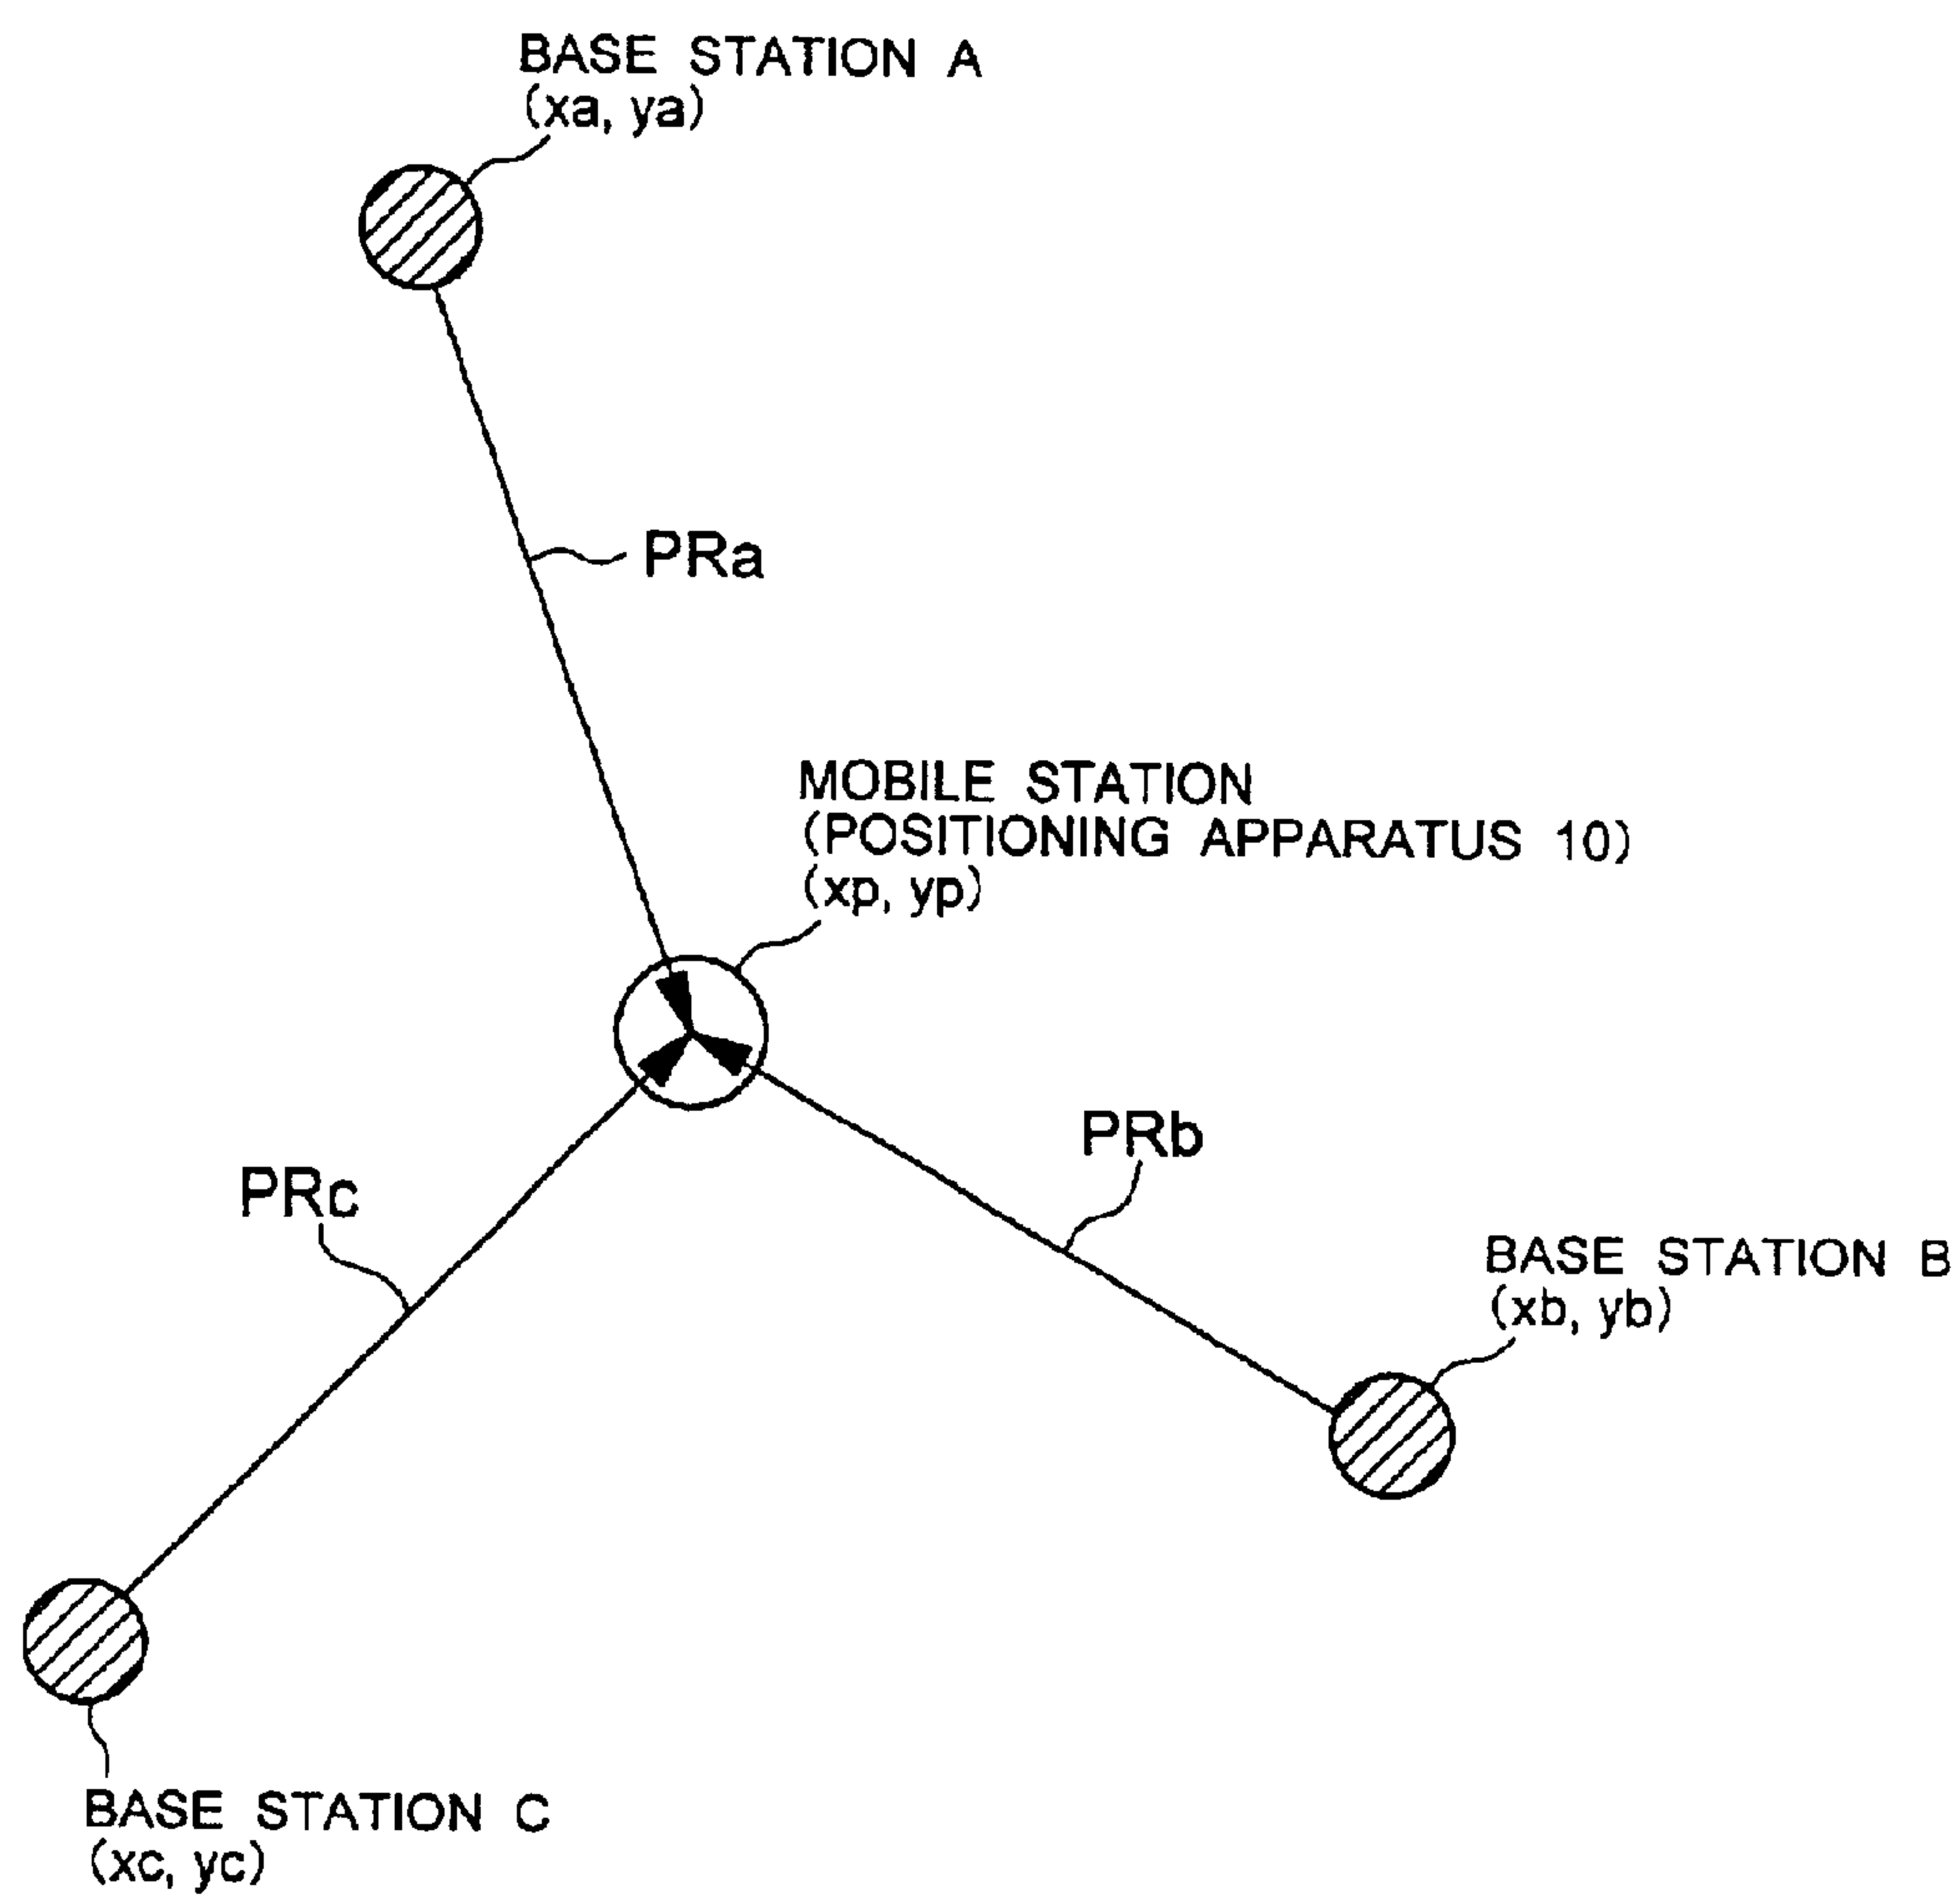 BASE STATION A
(xa, ya)
PRa
MOBILE STATION
(POSITIONING APPARATUS 10)
(xp, yp)
PRb
PRc
BASE STATION B
(xb, yb)
BASE STATION C
(xc, yc)